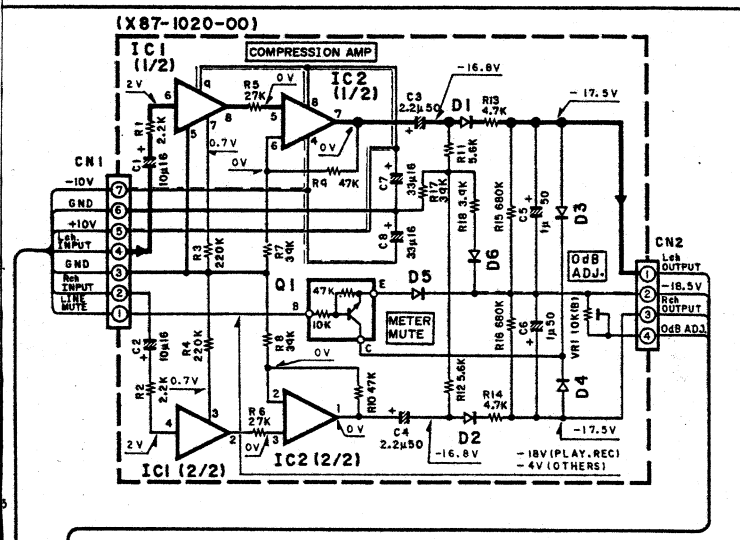 (X87-1020-00)
IC1
(1/2)
COMPRESSION AMP
IC2
(1/2)
2V
6
9
8
7
5
R5
27K
0V
0.7V
5
8
7
6
4
0V
0V
R1
2.2K
C1
10μ16
R9 47K
C3
2.2μ50
-16.8V
D1
R13
4.7K
-17.5V
R11
5.6K
C7
33μ16
R17
39K
R18 3.9K
R15 680K
C5
1μ50
D3
CN1
-10V
7
GND
6
+10V
5
Lch.
INPUT
4
GND
3
Rch
INPUT
2
LINE
MUTE
1
R3
220K
R7
39K
C8
33μ16
D6
0dB
ADJ.
CN2
Lch
OUTPUT
1
-18.5V
2
Rch
OUTPUT
3
0dB ADJ.
4
Q1
47K
10K
B
E
C
D5
METER
MUTE
R16 680K
C6
1μ50
VR1 10K(B)
D4
C2
10μ16
R4
220K
R8
39K
0V
R2
2.2K
0.7V
R10 47K
R12 5.6K
R14
4.7K
2V
4
3
2
R6
27K
0V
2
3
1
0V
C4
2.2μ50
-16.8V
D2
-17.5V
IC1 (2/2)
IC2 (2/2)
-18V(PLAY.REC)
-4V(OTHERS)